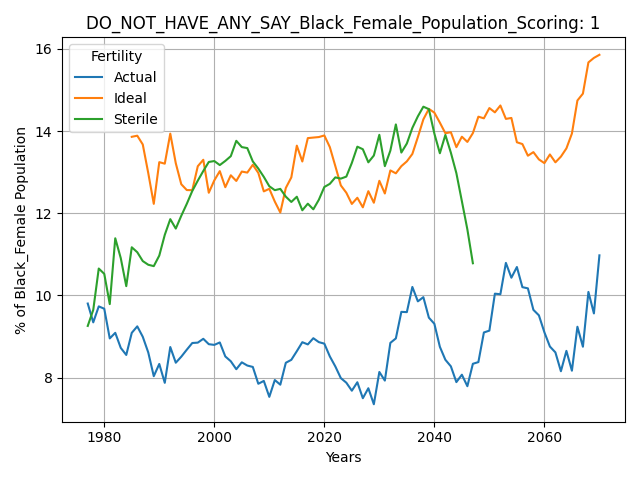 DO_NOT_HAVE_ANY_SAY_Black_Female_Population_Scoring: 1
Fertility
Actual
Ideal
Sterile
% of Black_Female Population
16
14
12
10
8
1980
2000
2020
2040
2060
Years